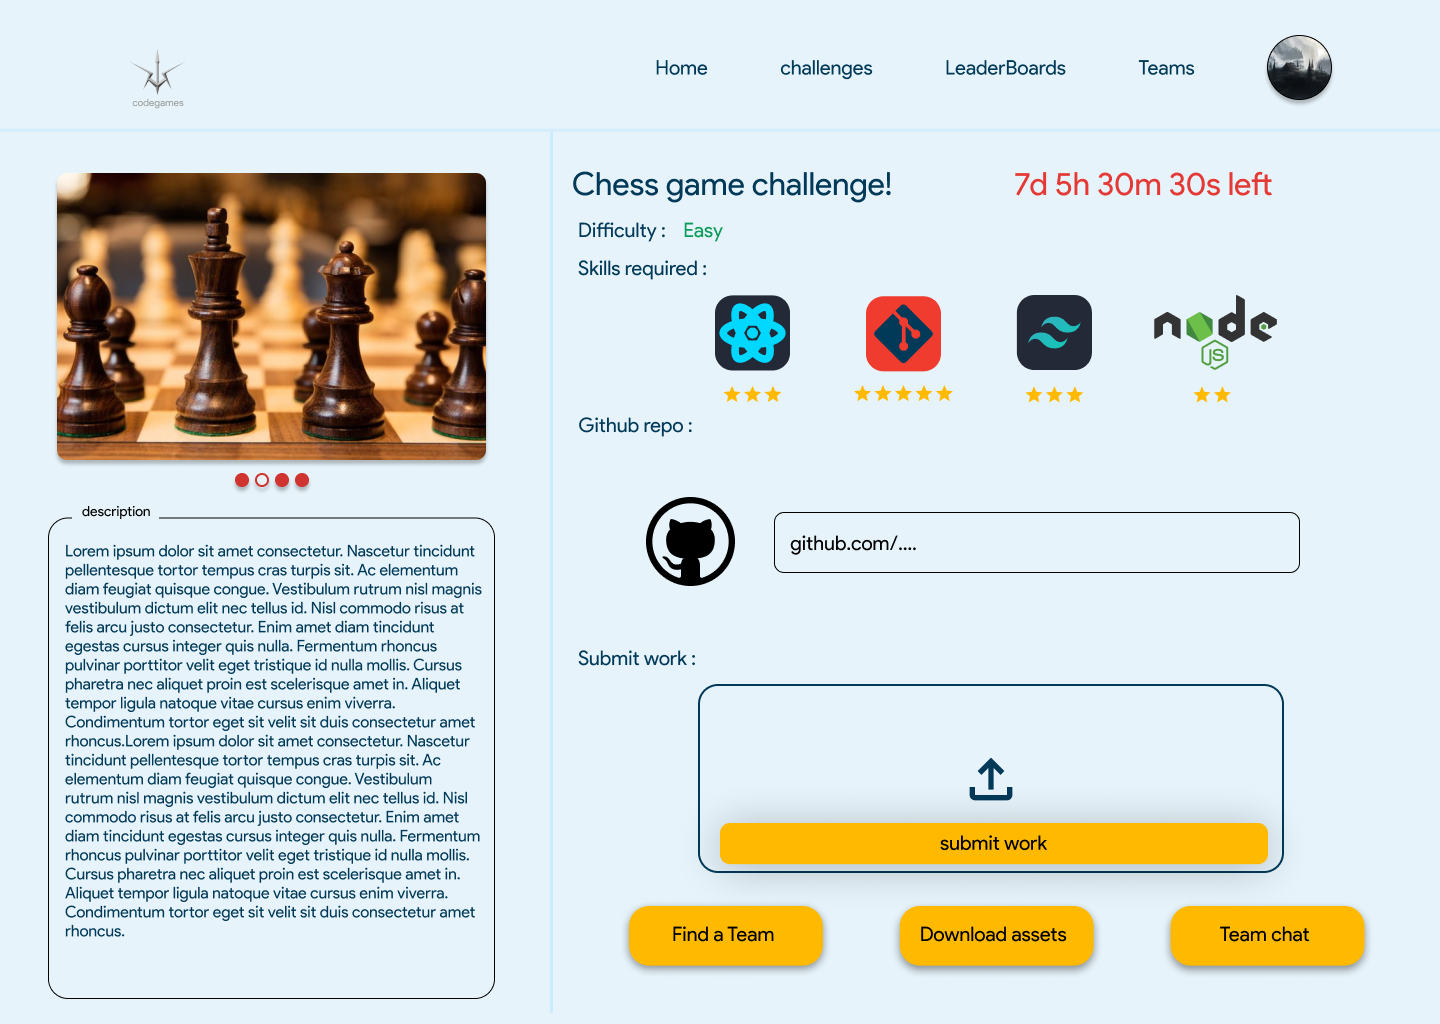 codegames
Home
challenges
LeaderBoards
Teams
Chess game challenge!
7d 5h 30m 30s left
Difficulty :
Easy
Skills required :
node
JS
Github repo :
github.com/....
Submit work :
submit work
Find a Team
Download assets
Team chat
description
Lorem ipsum dolor sit amet consectetur. Nascetur tincidunt
pellentesque tortor tempus cras turpis sit. Ac elementum
diam feugiat quisque congue. Vestibulum rutrum nisl magnis
vestibulum dictum elit nec tellus id. Nisl commodo risus at
felis arcu justo consectetur. Enim amet diam tincidunt
egestas cursus integer quis nulla. Fermentum rhoncus
pulvinar porttitor velit eget tristique id nulla mollis. Cursus
pharetra nec aliquet proin est scelerisque amet in. Aliquet
tempor ligula natoque vitae cursus enim viverra.
Condimentum tortor eget sit velit sit duis consectetur amet
rhoncus.Lorem ipsum dolor sit amet consectetur. Nascetur
tincidunt pellentesque tortor tempus cras turpis sit. Ac
elementum diam feugiat quisque congue. Vestibulum
rutrum nisl magnis vestibulum dictum elit nec tellus id. Nisl
commodo risus at felis arcu justo consectetur. Enim amet
diam tincidunt egestas cursus integer quis nulla. Fermentum
rhoncus pulvinar porttitor velit eget tristique id nulla mollis.
Cursus pharetra nec aliquet proin est scelerisque amet in.
Aliquet tempor ligula natoque vitae cursus enim viverra.
Condimentum tortor eget sit velit sit duis consectetur amet
rhoncus.